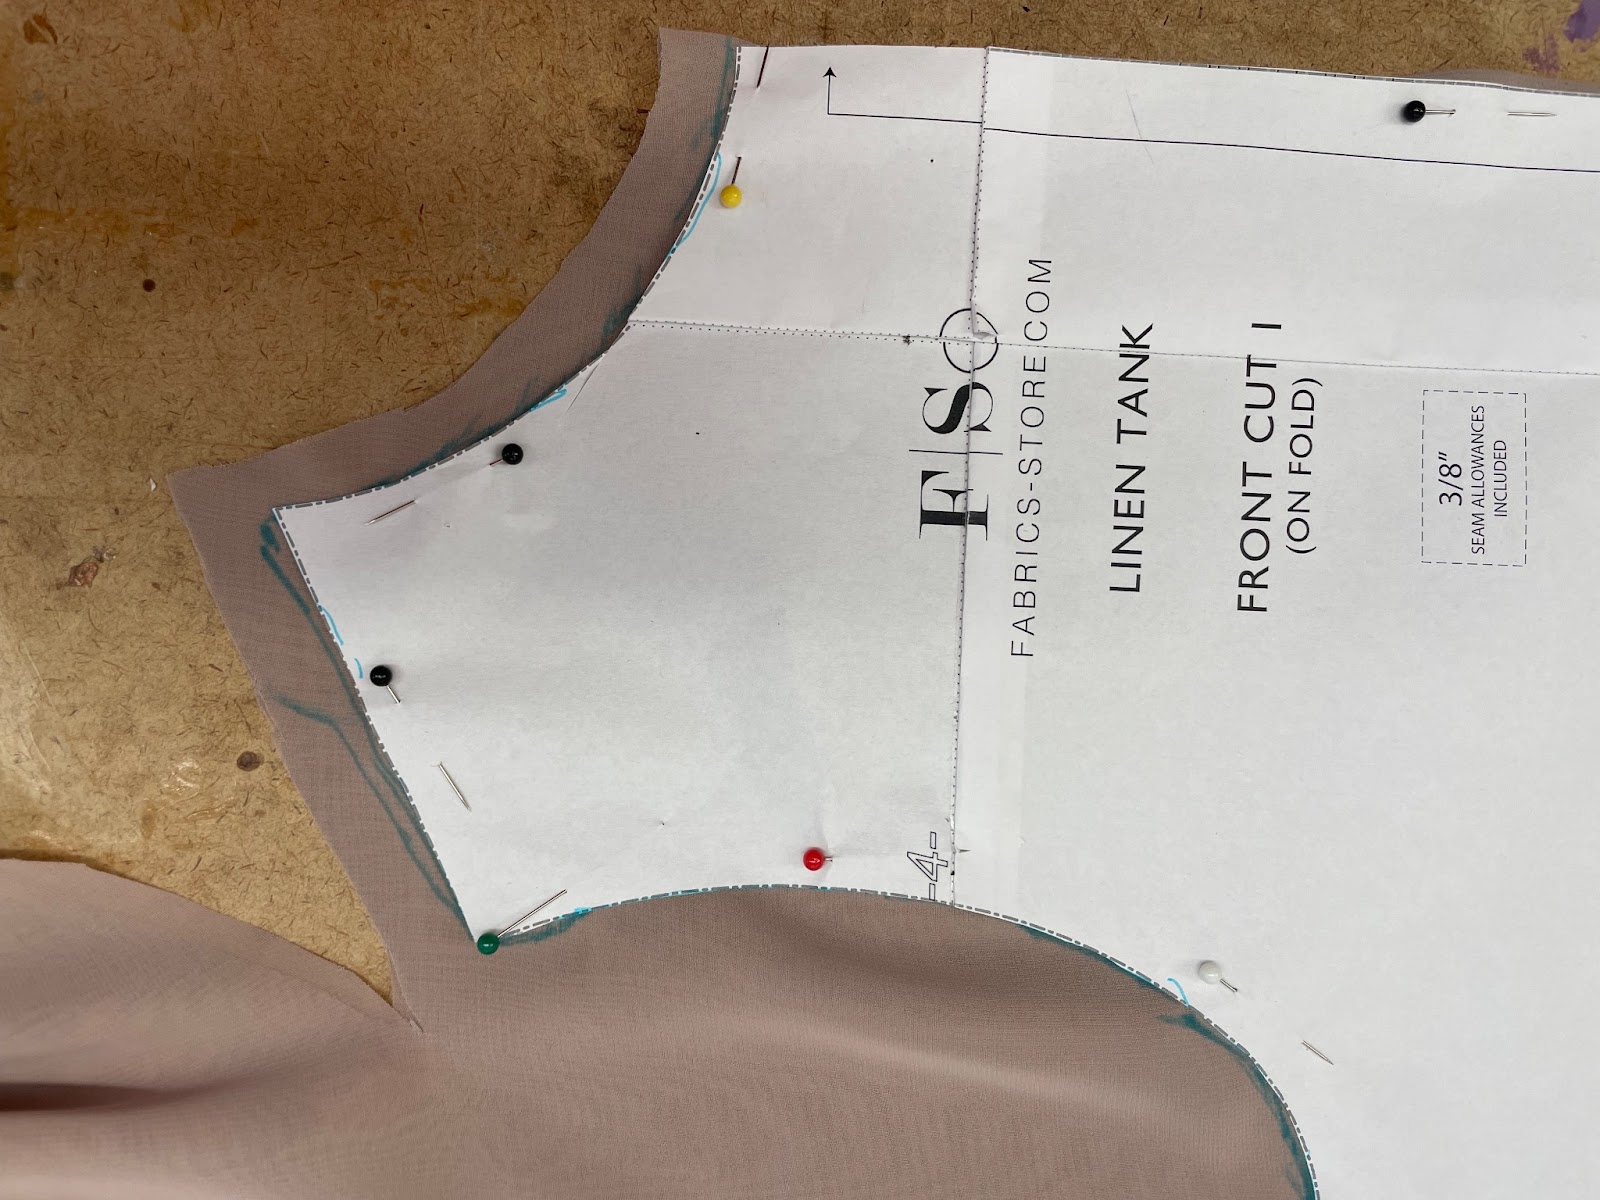 F|S
FABRICS-STORE.COM
LINEN TANK
FRONT CUT 1
(ON FOLD)
3/8"
SEAM ALLOWANCES
INCLUDED
-4-